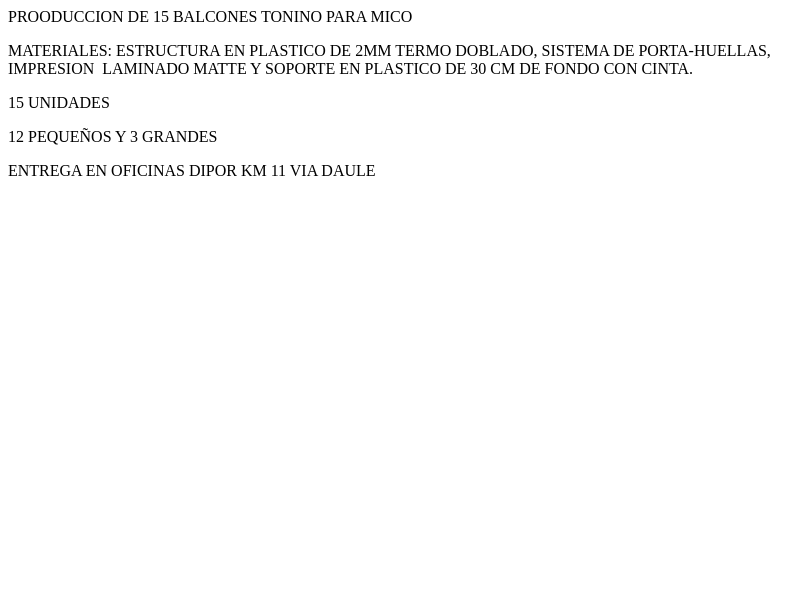 PROODUCCION DE 15 BALCONES TONINO PARA MICO
MATERIALES: ESTRUCTURA EN PLASTICO DE 2MM TERMO DOBLADO, SISTEMA DE PORTA-HUELLAS,
IMPRESION  LAMINADO MATTE Y SOPORTE EN PLASTICO DE 30 CM DE FONDO CON CINTA.
15 UNIDADES
12 PEQUEÑOS Y 3 GRANDES
ENTREGA EN OFICINAS DIPOR KM 11 VIA DAULE